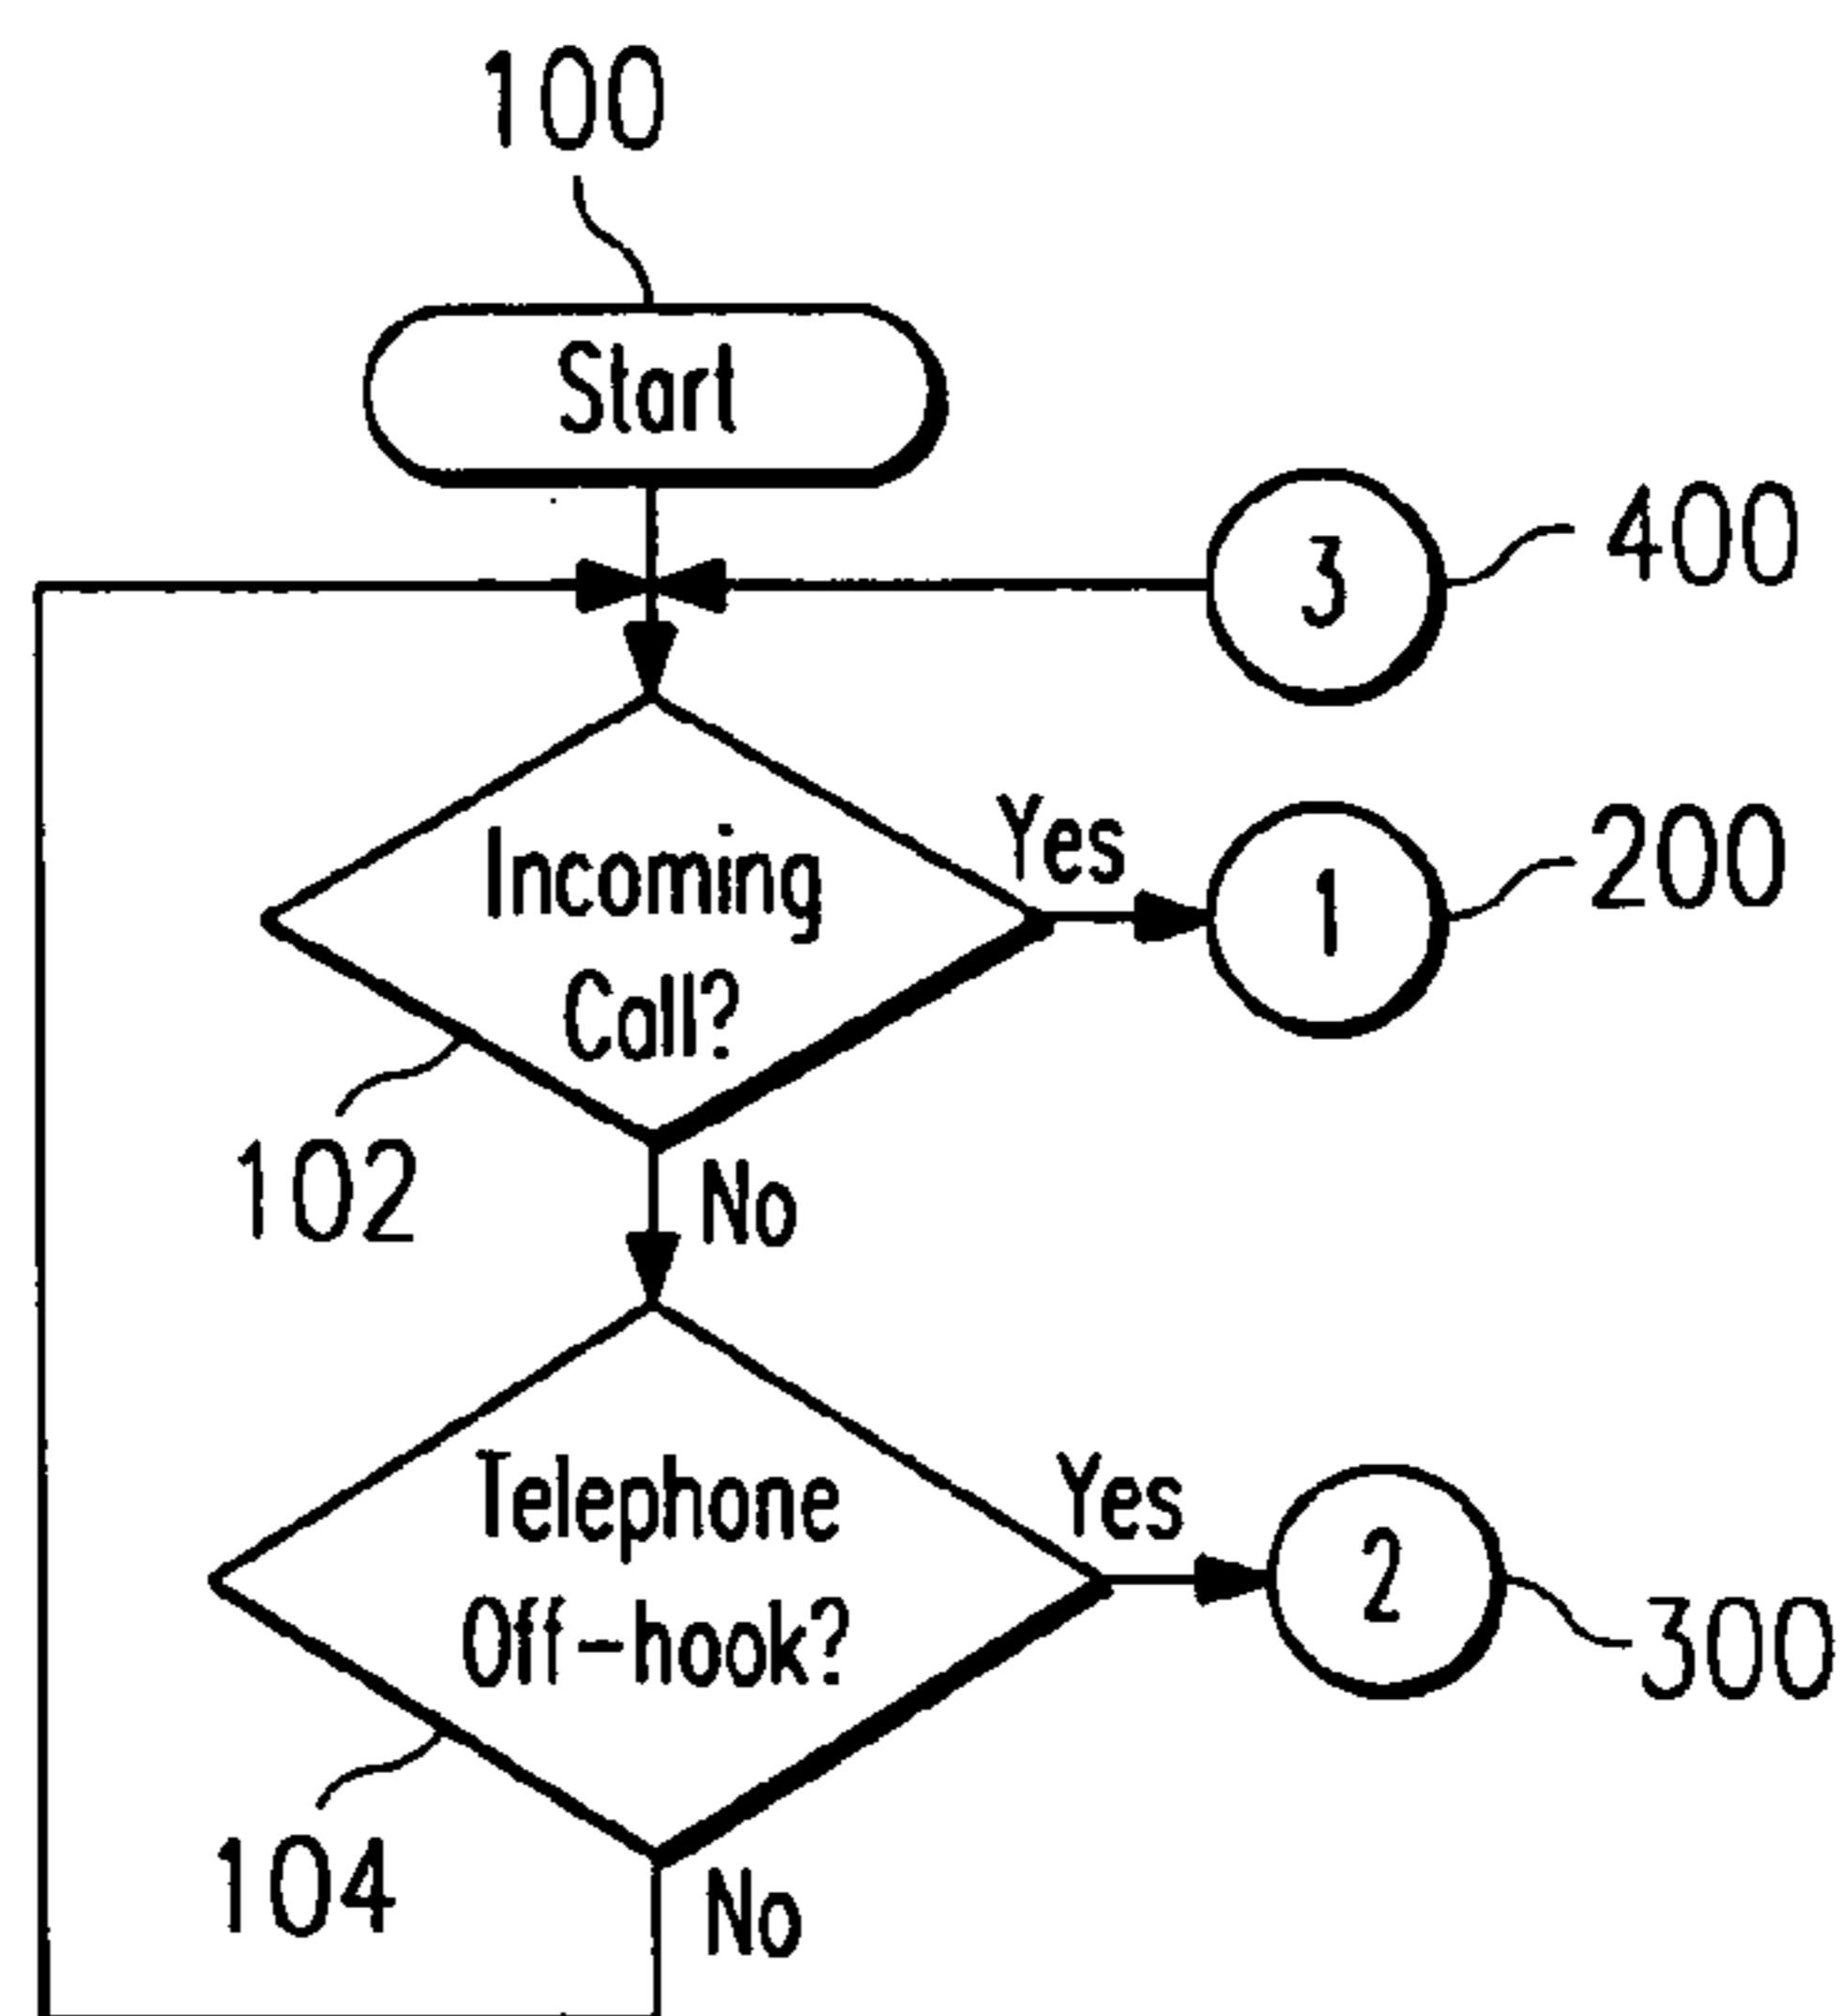 100
Start
3
400
Incoming
Call?
Yes
1
200
102
No
Telephone
Off-hook?
Yes
2
300
104
No